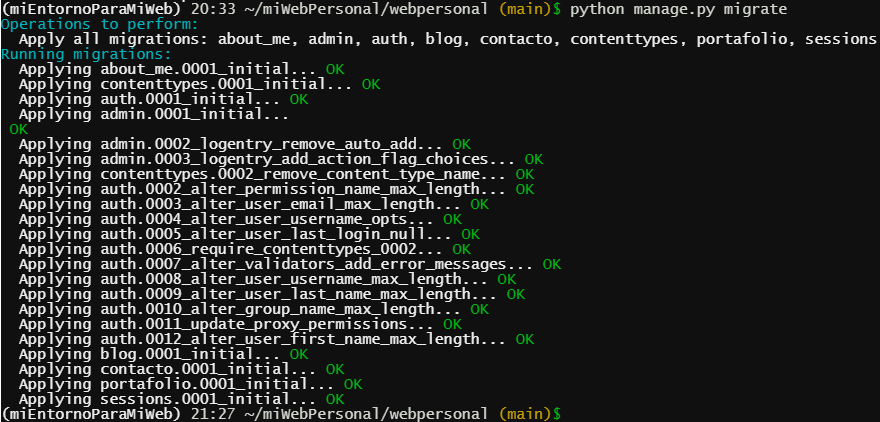 (miEntornoParaMiWeb) 20:33 ~/miWebPersonal/webpersonal (main)$ python manage.py migrate
Operations to perform:
  Apply all migrations: about_me, admin, auth, blog, contacto, contenttypes, portafolio, sessions
Running migrations:
  Applying about_me.0001_initial... OK
  Applying contenttypes.0001_initial... OK
  Applying auth.0001_initial... OK
  Applying admin.0001_initial...
 OK
  Applying admin.0002_logentry_remove_auto_add... OK
  Applying admin.0003_logentry_add_action_flag_choices... OK
  Applying contenttypes.0002_remove_content_type_name... OK
  Applying auth.0002_alter_permission_name_max_length... OK
  Applying auth.0003_alter_user_email_max_length... OK
  Applying auth.0004_alter_user_username_opts... OK
  Applying auth.0005_alter_user_last_login_null... OK
  Applying auth.0006_require_contenttypes_0002... OK
  Applying auth.0007_alter_validators_add_error_messages... OK
  Applying auth.0008_alter_user_username_max_length... OK
  Applying auth.0009_alter_user_last_name_max_length... OK
  Applying auth.0010_alter_group_name_max_length... OK
  Applying auth.0011_update_proxy_permissions... OK
  Applying auth.0012_alter_user_first_name_max_length... OK
  Applying blog.0001_initial... OK
  Applying contacto.0001_initial... OK
  Applying portafolio.0001_initial... OK
  Applying sessions.0001_initial... OK
(miEntornoParaMiWeb) 21:27 ~/miWebPersonal/webpersonal (main)$